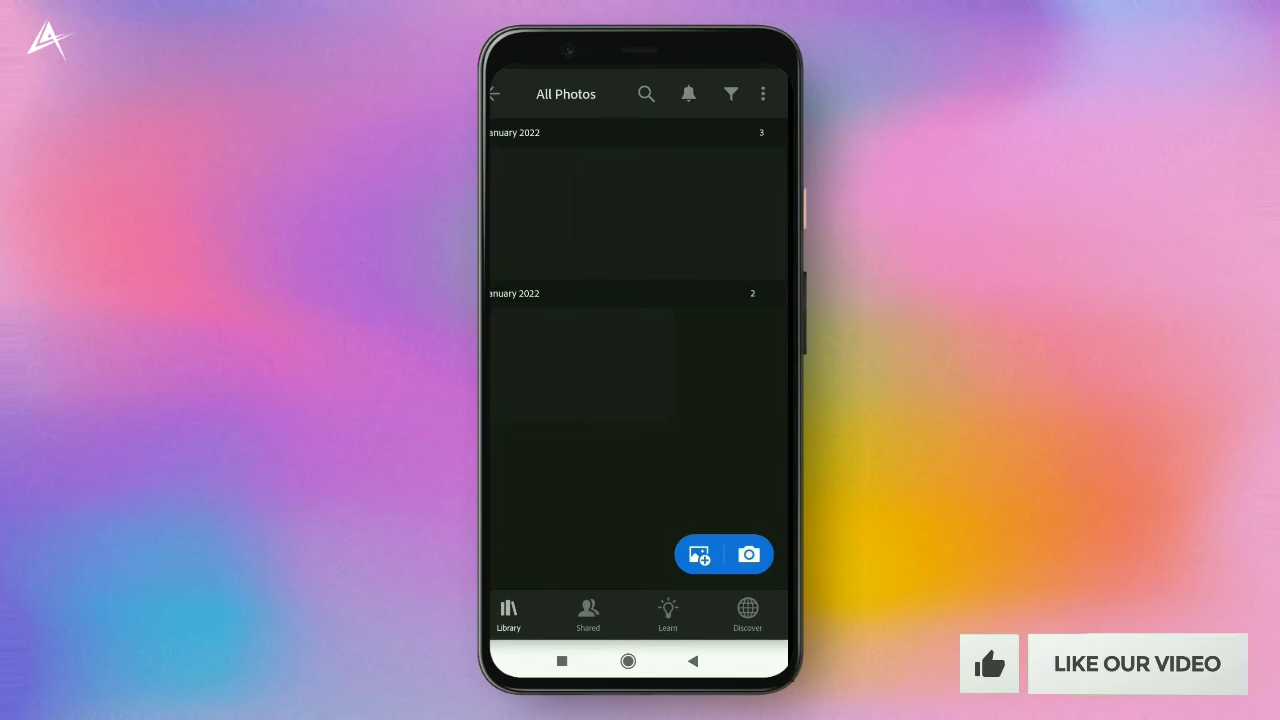 All Photos
anuary 2022 3
anuary 2022 2
Library Shared Learn Discover
LIKE OUR VIDEO